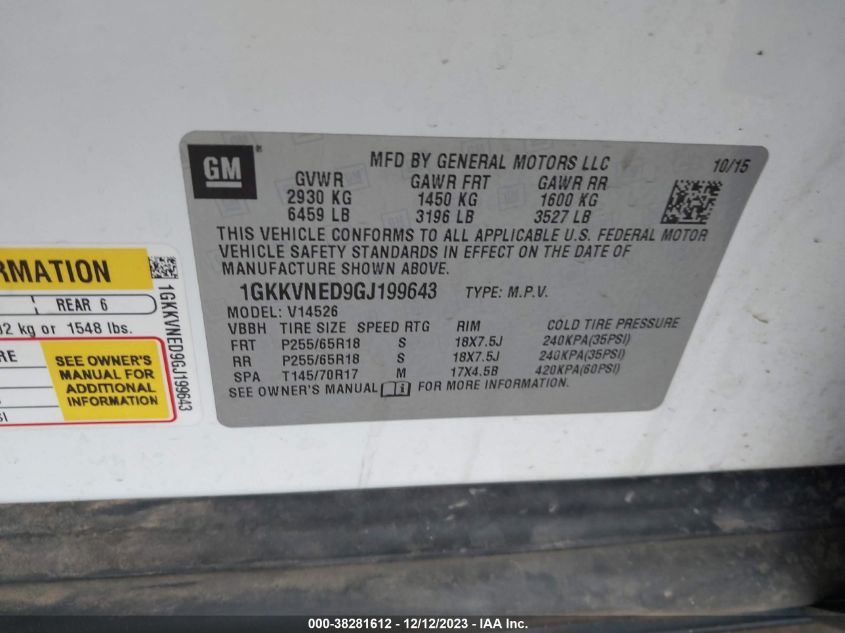 GM
MFD BY GENERAL MOTORS LLC
10/15
GVWR GAWR FRT GAWR RR
2930 KG 1450 KG 1600 KG
6459 LB 3196 LB 3527 LB
THIS VEHICLE CONFORMS TO ALL APPLICABLE U.S. FEDERAL MOTOR
VEHICLE SAFETY STANDARDS IN EFFECT ON THE DATE OF
MANUFACTURE SHOWN ABOVE.
1GKKVNED9GJ199643 TYPE: M.P.V.
MODEL: V14526
VBBH TIRE SIZE SPEED RTG RIM COLD TIRE PRESSURE
FRT P255/65R18 S 18X7.5J 240KPA(35PSI)
RR P255/65R18 S 18X7.5J 240KPA(35PSI)
SPA T145/70R17 M 17X4.5B 420KPA(60PSI)
SEE OWNER'S MANUAL FOR MORE INFORMATION.
RMATION
REAR 6
02 kg or 1548 lbs.
RE
SEE OWNER'S
MANUAL FOR
ADDITIONAL
INFORMATION
SI
1GKKVNED9GJ199643
000-38281612 - 12/12/2023 - IAA Inc.